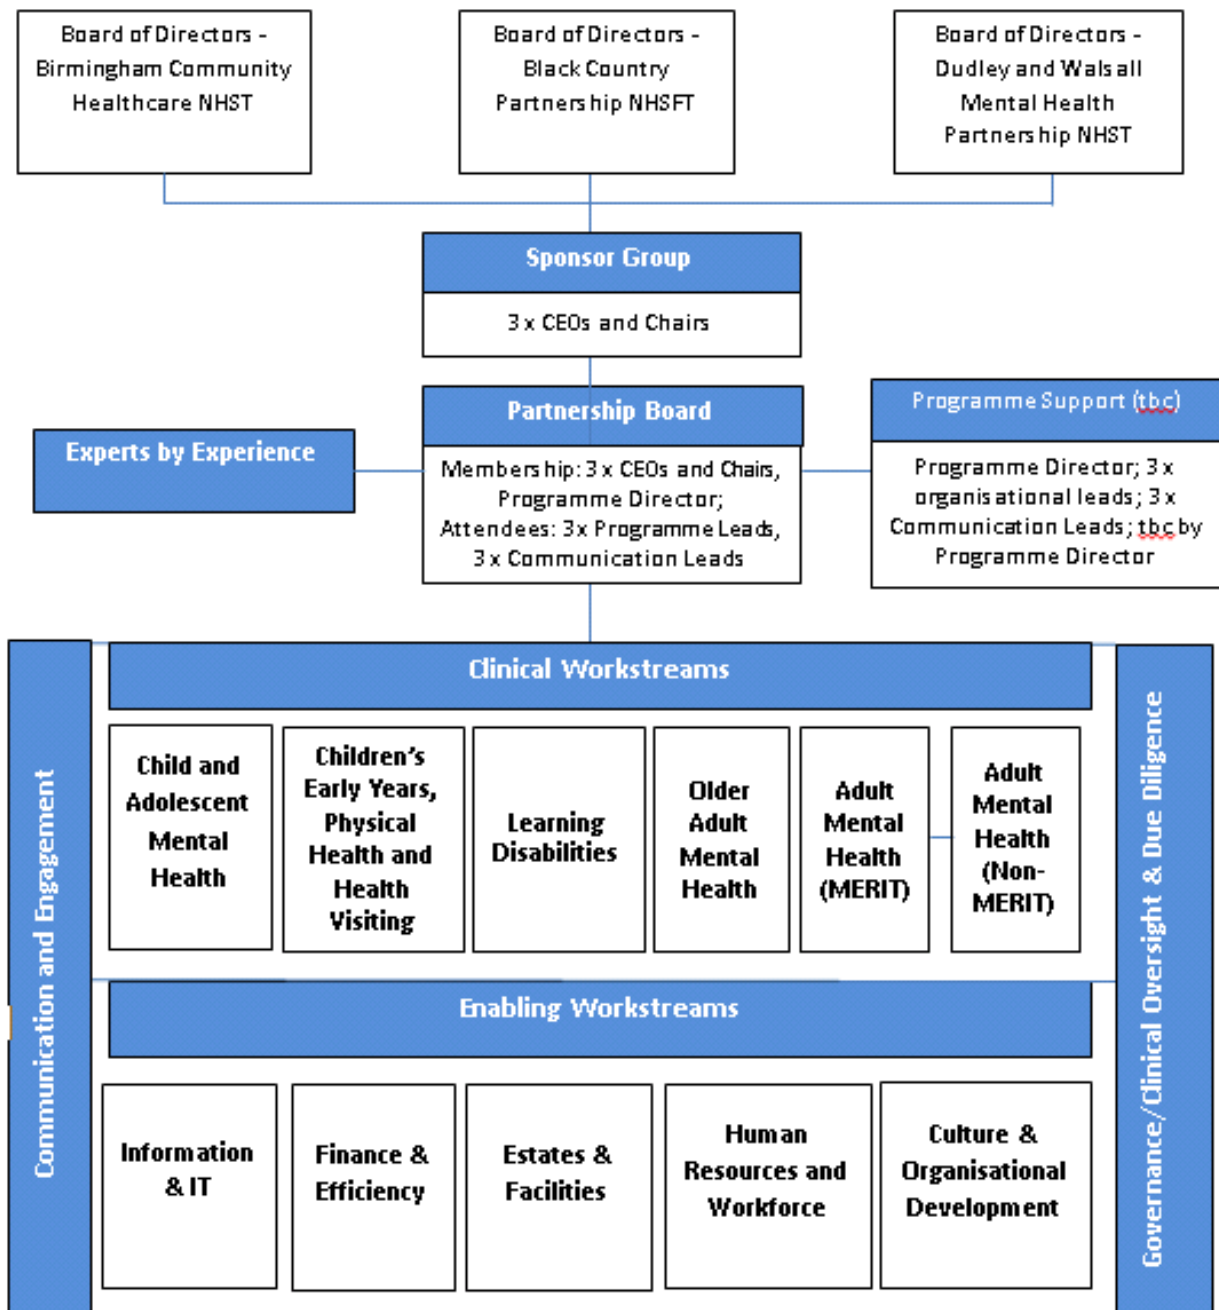 Board of Directors -
Birmingham Community
Healthcare NHST
Board of Directors -
Black Country
Partnership NHSFT
Board of Directors -
Dudley and Walsall
Mental Health
Partnership NHST
Sponsor Group
3 x CEOs and Chairs
Experts by Experience
Partnership Board
Membership: 3 x CEOs and Chairs,
Programme Director;
Attendees: 3x Programme Leads,
3 x Communication Leads
Programme Support (tbc)
Programme Director; 3 x
organisational leads; 3 x
Communication Leads; tbc by
Programme Director
Communication and Engagement
Clinical Workstreams
Child and
Adolescent
Mental
Health
Children's
Early Years,
Physical
Health and
Health
Visiting
Learning
Disabilities
Older
Adult
Mental
Health
Adult
Mental
Health
(MERIT)
Adult
Mental
Health
(Non-
MERIT)
Enabling Workstreams
Information
& IT
Finance &
Efficiency
Estates &
Facilities
Human
Resources and
Workforce
Culture &
Organisational
Development
Governance/Clinical Oversight & Due Diligence